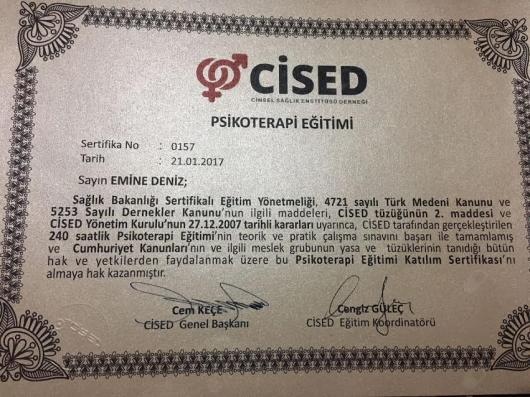 CİSED
CİNSEL SAĞLIK ENSTİTÜSÜ DERNEĞİ
PSİKOTERAPİ EĞİTİMİ
Sertifika No : 0157
Tarih : 21.01.2017
Sayın EMİNE DENİZ;
Sağlık Bakanlığı Sertifikalı Eğitim Yönetmeliği, 4721 sayılı Türk Medeni Kanunu ve
5253 Sayılı Dernekler Kanunu'nun ilgili maddeleri, CİSED tüzüğünün 2. maddesi ve
CİSED Yönetim Kurulu'nun 27.12.2007 tarihli kararları uyarınca, CİSED tarafından gerçekleştirilen
240 saatlik Psikoterapi Eğitimi'nin teorik ve pratik çalışma sınavını başarı ile tamamlamış
ve Cumhuriyet Kanunları'nın ve ilgili meslek grubunun yasa ve tüzüklerinin tanıdığı bütün
hak ve yetkilerden faydalanmak üzere bu Psikoterapi Eğitimi Katılım Sertifikası'nı
almaya hak kazanmıştır.
Cem KEÇE
CİSED Genel Başkanı
Cengiz GÜLEÇ
CİSED Eğitim Koordinatörü